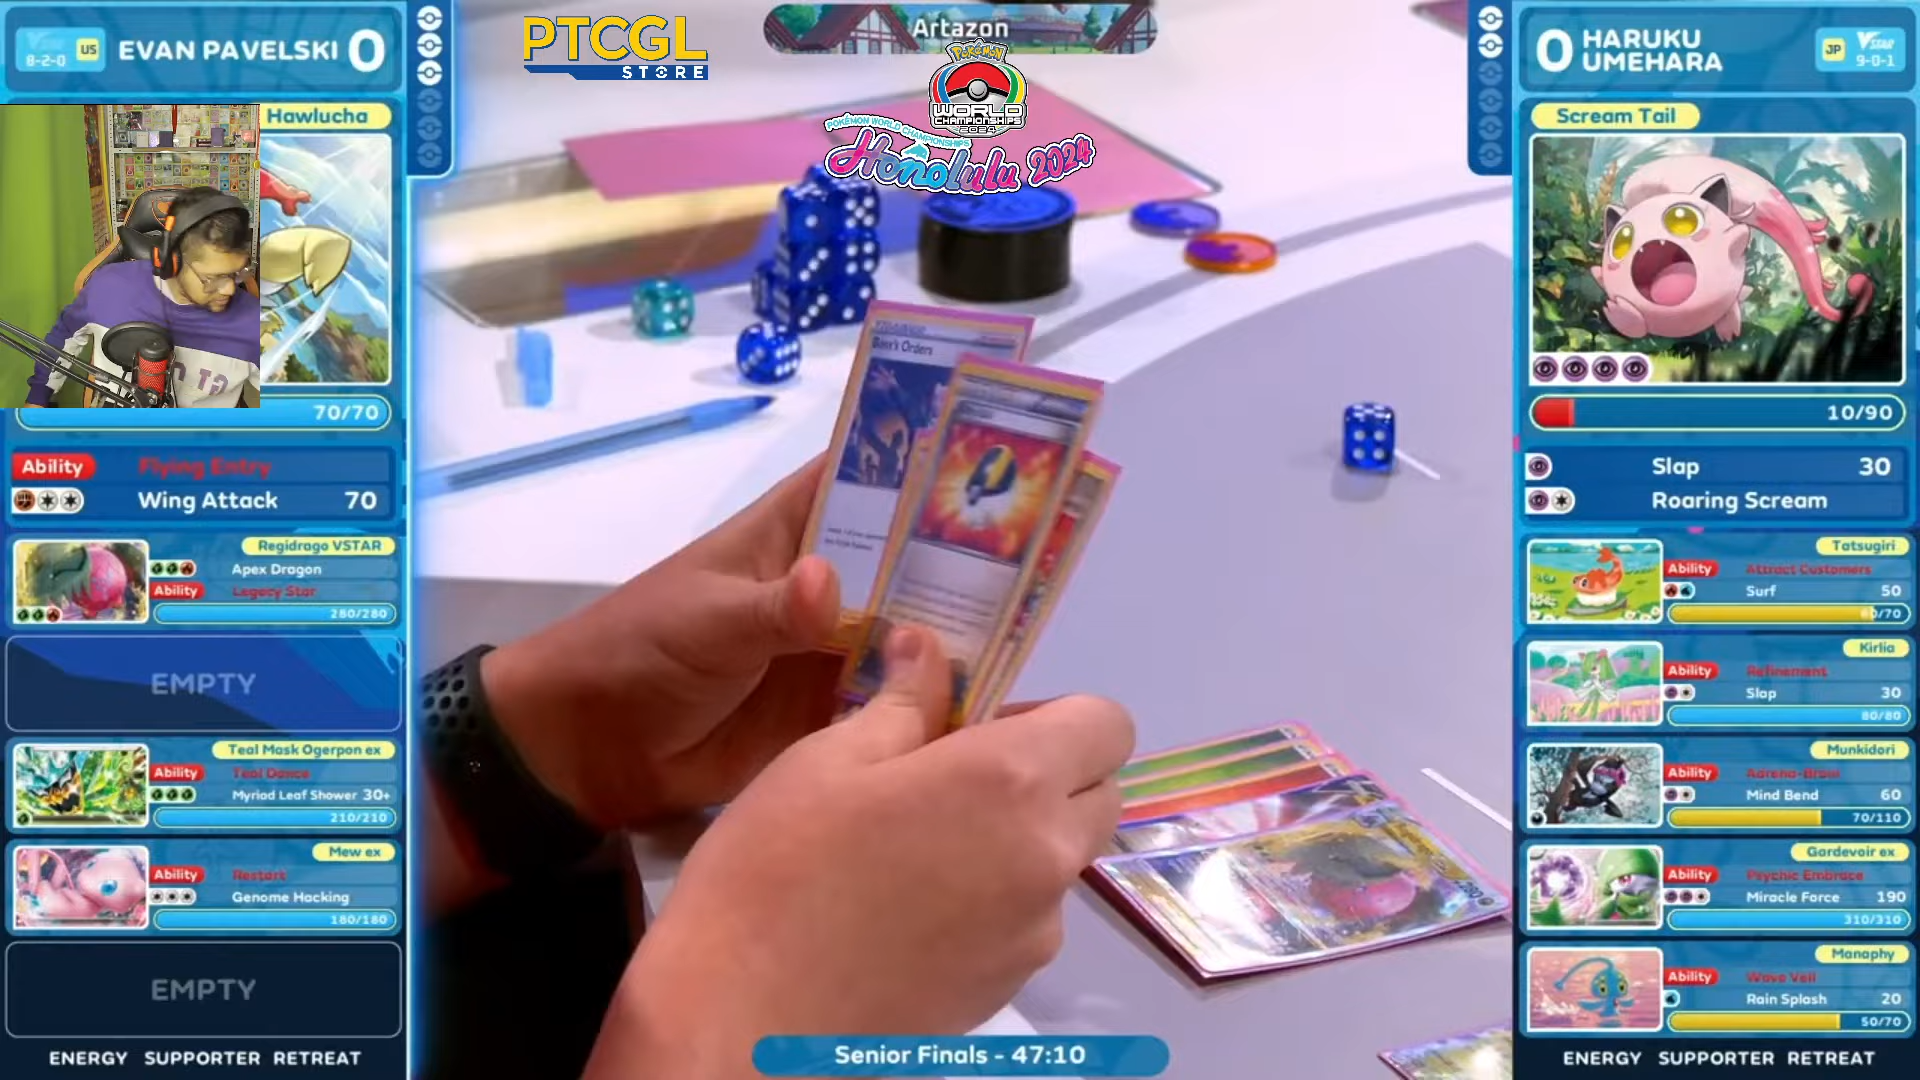 8-2-0
US
EVAN PAVELSKI
0
Hawlucha
70/70
Ability
Flying Entry
Wing Attack
70
Regidrago VSTAR
Apex Dragon
Ability
Legacy Star
280/280
EMPTY
Teal Mask Ogerpon ex
Ability
Teal Dance
Myriad Leaf Shower 30+
210/210
Mew ex
Ability
Restart
Genome Hacking
180/180
EMPTY
ENERGY SUPPORTER RETREAT
PTCGL
STORE
Artazon
Pokémon
WORLD
CHAMPIONSHIPS
2024
POKÉMON WORLD CHAMPIONSHIPS
Honolulu 2024
Boss's Orders
280
Senior Finals - 47:10
0
HARUKU
UMEHARA
JP
VSTAR
9-0-1
Scream Tail
10/90
Slap
30
Roaring Scream
Tatsugiri
Ability
Attract Customers
Surf
50
Kirlia
Ability
Refinement
Slap
30
80/80
Munkidori
Ability
Adrena-Brain
Mind Bend
60
70/110
Gardevoir ex
Ability
Psychic Embrace
Miracle Force
190
310/310
Manaphy
Ability
Wave Veil
Rain Splash
20
50/70
ENERGY SUPPORTER RETREAT